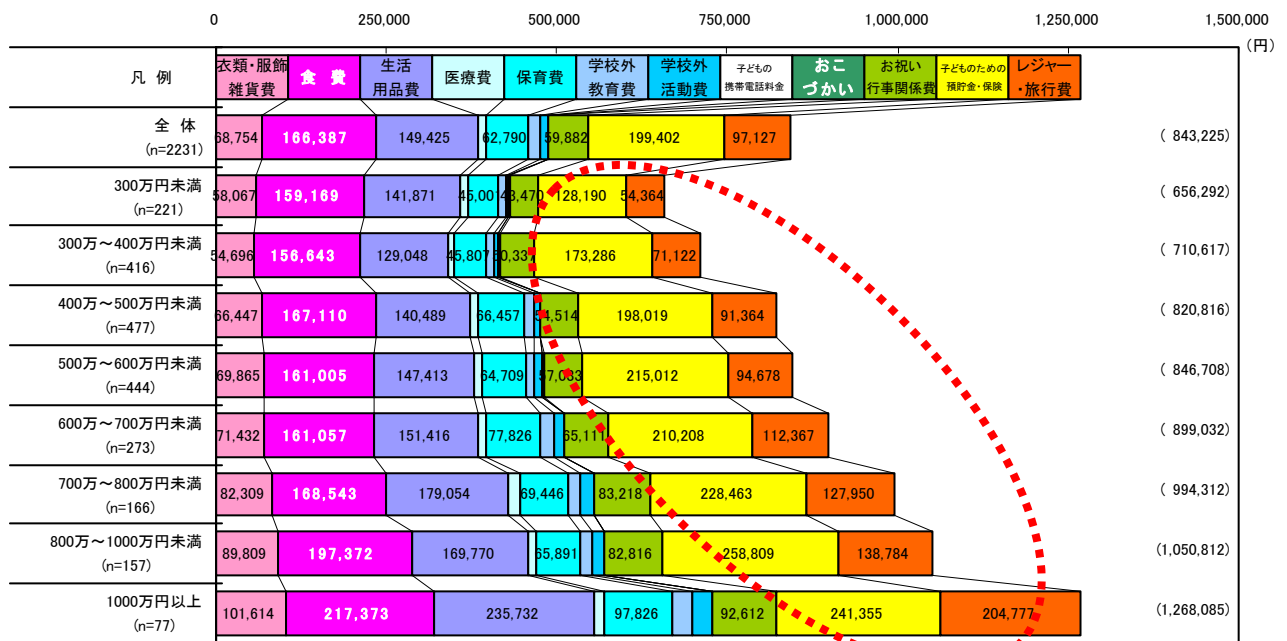 0 250,000 500,000 750,000 1,000,000 1,250,000 1,500,000
(円)
凡 例
衣類・服飾雑貨費
食 費
生活用品費
医療費
保育費
学校外教育費
学校外活動費
子どもの携帯電話料金
おこづかい
お祝い行事関係費
子どものための預貯金・保険
レジャー・旅行費
全 体
(n=2231)
68,754 166,387 149,425 62,790 59,882 199,402 97,127 ( 843,225)
300万円未満
(n=221)
58,067 159,169 141,871 128,190 54,364 ( 656,292)
300万～400万円未満
(n=416)
54,696 156,643 129,048 45,807 173,286 71,122 ( 710,617)
400万～500万円未満
(n=477)
66,447 167,110 140,489 66,457 54,514 198,019 91,364 ( 820,816)
500万～600万円未満
(n=444)
69,865 161,005 147,413 64,709 215,012 94,678 ( 846,708)
600万～700万円未満
(n=273)
71,432 161,057 151,416 77,826 65,111 210,208 112,367 ( 899,032)
700万～800万円未満
(n=166)
82,309 168,543 179,054 69,446 83,218 228,463 127,950 ( 994,312)
800万～1000万円未満
(n=157)
89,809 197,372 169,770 65,891 82,816 258,809 138,784 (1,050,812)
1000万円以上
(n=77)
101,614 217,373 235,732 97,826 92,612 241,355 204,777 (1,268,085)